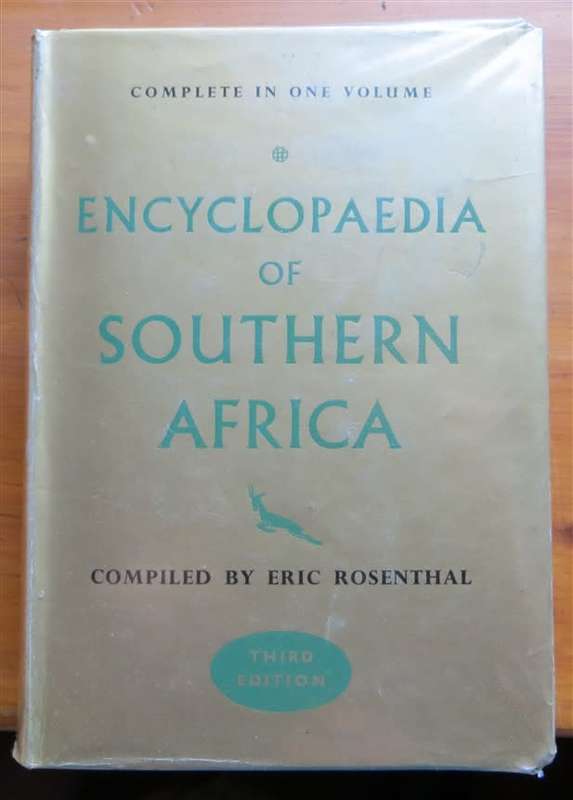 COMPLETE IN ONE VOLUME
ENCYCLOPAEDIA
OF
SOUTHERN
AFRICA
COMPILED BY ERIC ROSENTHAL
THIRD
EDITION